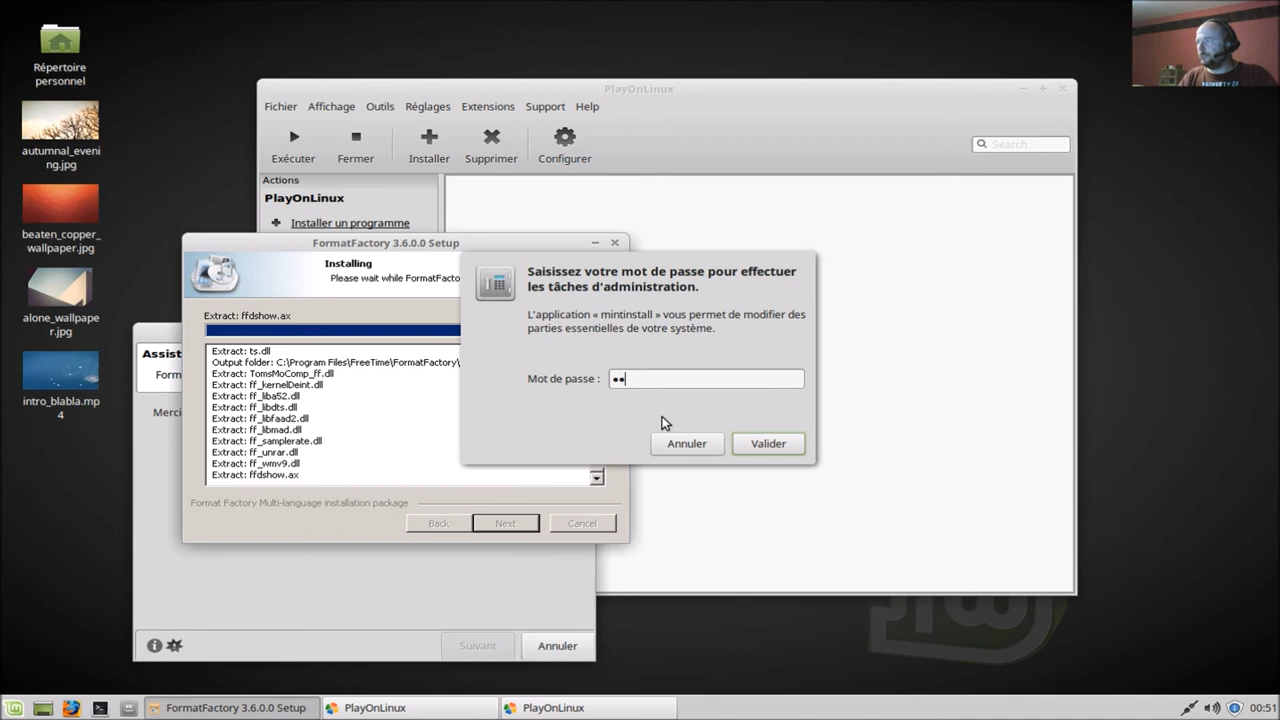 Répertoire
personnel
autumnal_eveni
ng.jpg
beaten_copper_
wallpaper.jpg
alone_wallpape
r.jpg
intro_blabla.mp
4
PlayOnLinux
Fichier Affichage Outils Réglages Extensions Support Help
Exécuter Fermer Installer Supprimer Configurer
Search
Actions
PlayOnLinux
Installer un programme
FormatFactory 3.6.0.0 Setup
Installing
Please wait while FormatFacto
Extract: ffdshow.ax
Extract: ts.dll
Output folder: C:\Program Files\FreeTime\FormatFactory\
Extract: TomsMoComp_ff.dll
Extract: ff_kernelDeint.dll
Extract: ff_liba52.dll
Extract: ff_libdts.dll
Extract: ff_libfaad2.dll
Extract: ff_libmad.dll
Extract: ff_samplerate.dll
Extract: ff_unrar.dll
Extract: ff_wmv9.dll
Extract: ffdshow.ax
Format Factory Multi-language installation package
Back Next Cancel
Saisissez votre mot de passe pour effectuer
les tâches d'administration.
L'application « mintinstall » vous permet de modifier des
parties essentielles de votre système.
Mot de passe : ••
Annuler Valider
Assist
Form
Merci
Suivant Annuler
FormatFactory 3.6.0.0 Setup PlayOnLinux PlayOnLinux 00:51